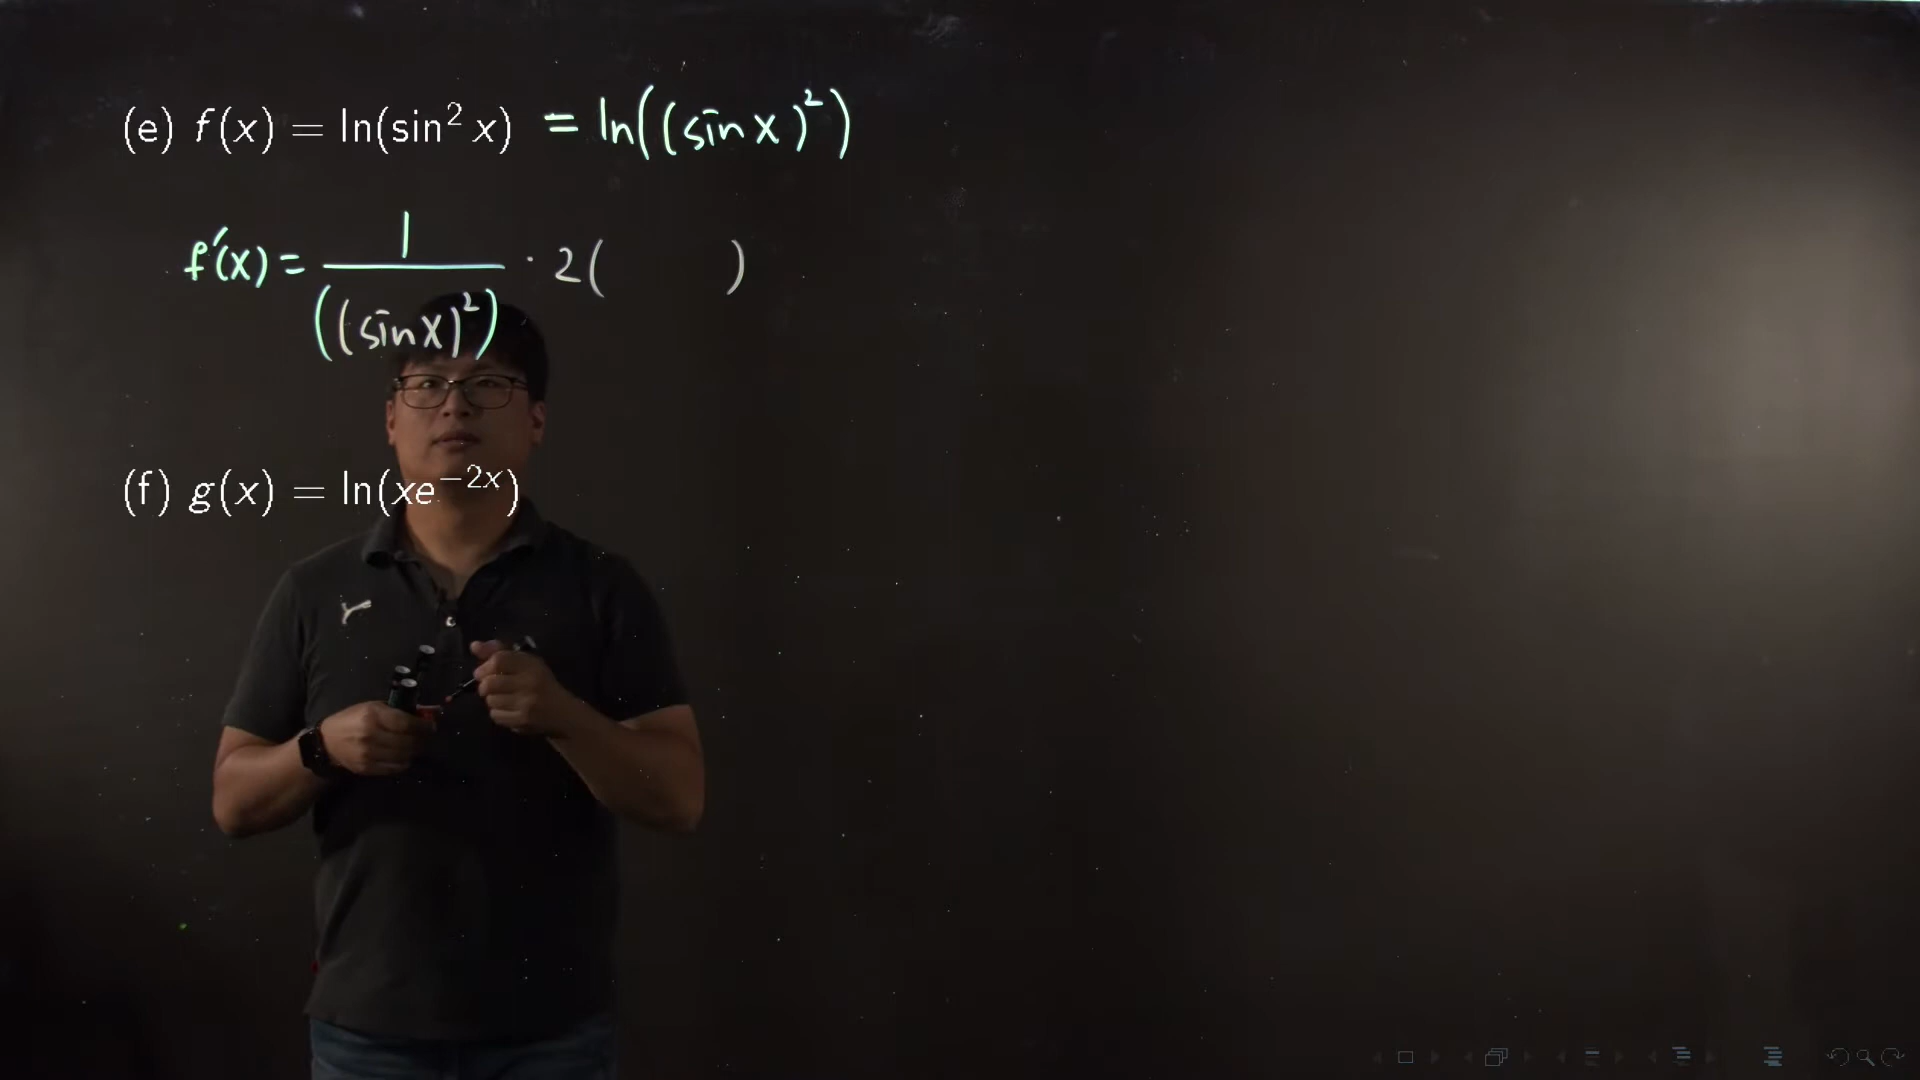 (e) f(x) = ln(sin² x) = ln((sin x)²)
f'(x) = 1/((sin x)²) · 2( )
(f) g(x) = ln(xe⁻²ˣ)